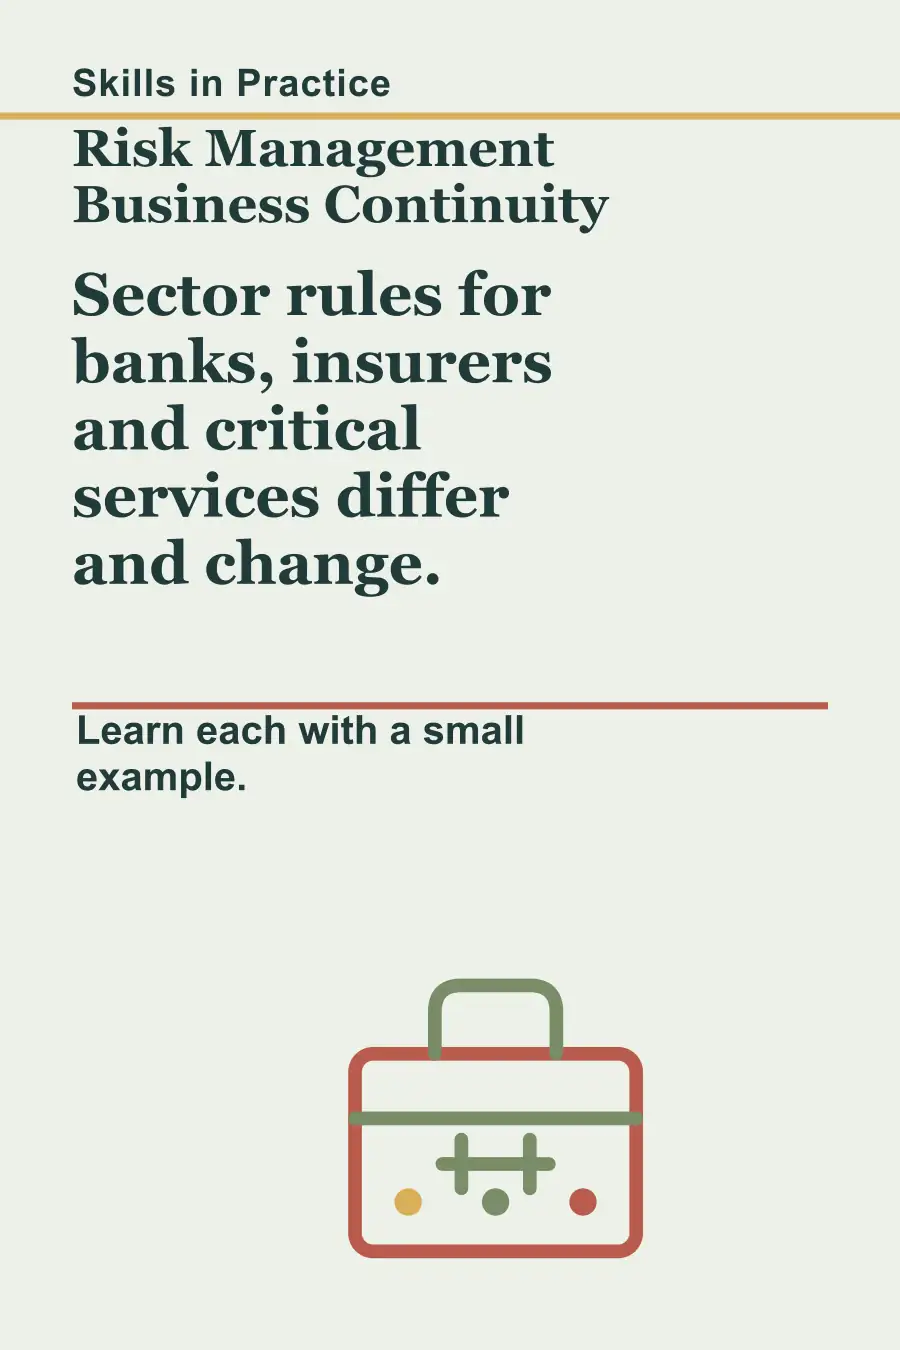 Skills in Practice
Risk Management
Business Continuity
Sector rules for
banks, insurers
and critical
services differ
and change.
Learn each with a small
example.